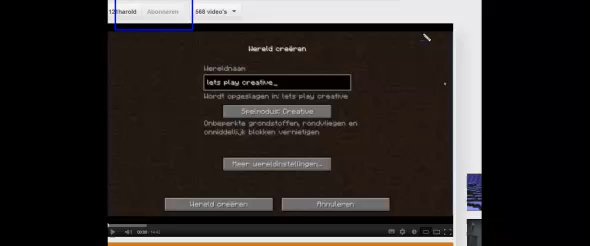 123harold Abonneren 568 video's
Wereld creëren
Wereldnaam
lets play creative_
Wordt opgeslagen in: lets play creative
Spelmodus: Creative
Onbeperkte grondstoffen, rondvliegen en
onmiddellijk blokken vernietigen
Meer wereldinstellingen...
Wereld creëren Annuleren